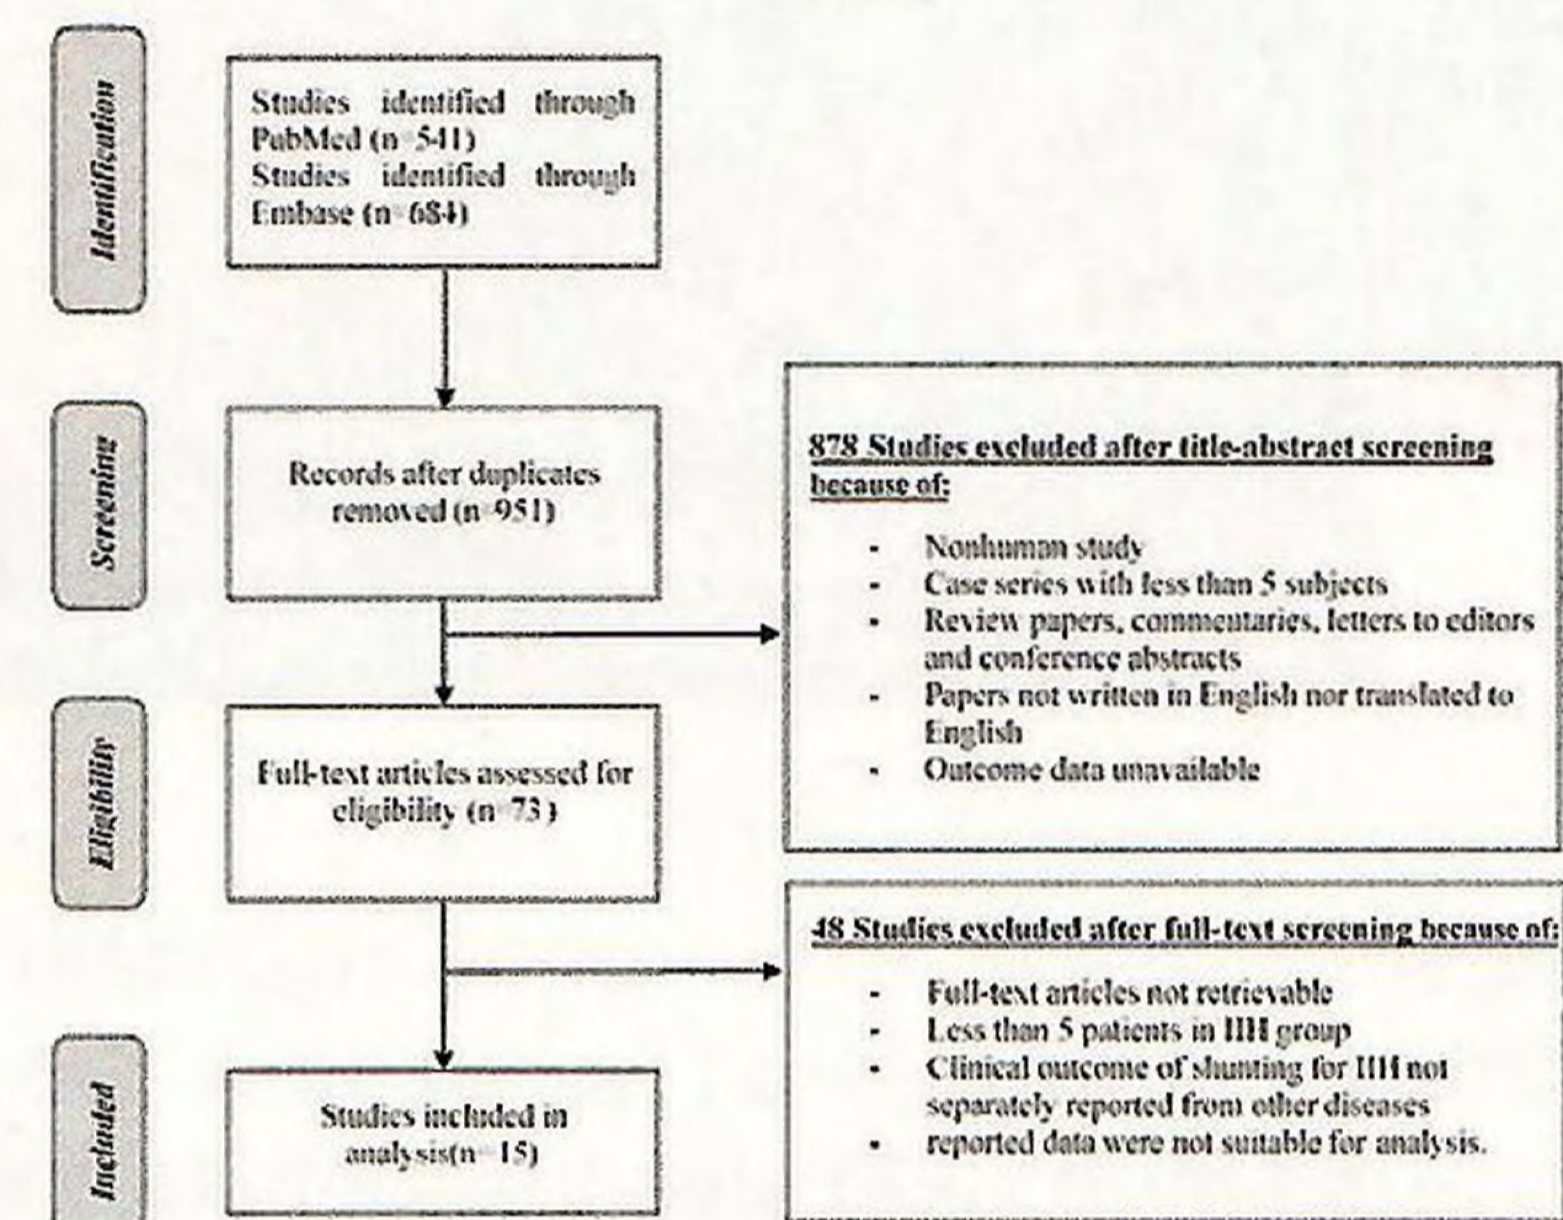 Identification
Studies identified through
PubMed (n=541)
Studies identified through
Embase (n=684)
Screening
Records after duplicates
removed (n=951)
878 Studies excluded after title-abstract screening
because of:
- Nonhuman study
- Case series with less than 5 subjects
- Review papers, commentaries, letters to editors
and conference abstracts
- Papers not written in English nor translated to
English
- Outcome data unavailable
Eligibility
Full-text articles assessed for
eligibility (n=73)
48 Studies excluded after full-text screening because of:
- Full-text articles not retrievable
- Less than 5 patients in IIH group
- Clinical outcome of shunting for IIH not
separately reported from other diseases
- reported data were not suitable for analysis.
Included
Studies included in
analysis(n=15)